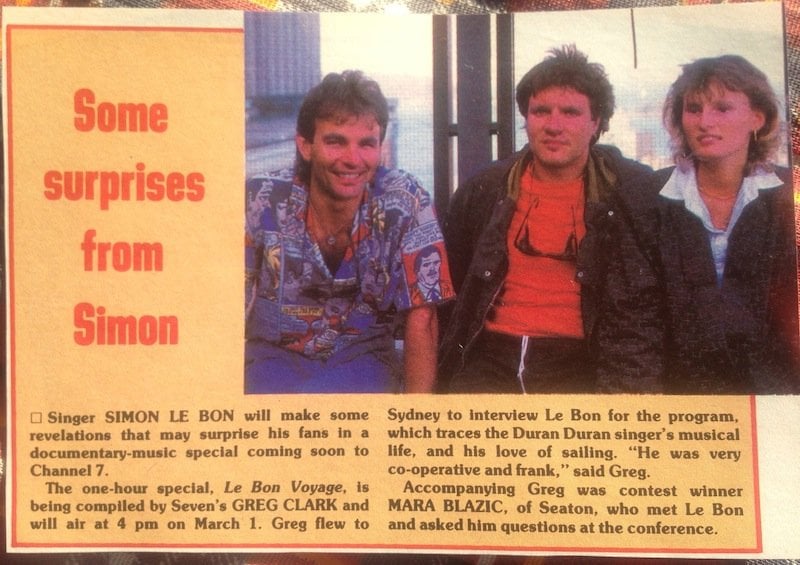 Some
surprises
from
Simon
□ Singer SIMON LE BON will make some
revelations that may surprise his fans in a
documentary-music special coming soon to
Channel 7.
The one-hour special, Le Bon Voyage, is
being compiled by Seven's GREG CLARK and
will air at 4 pm on March 1. Greg flew to
Sydney to interview Le Bon for the program,
which traces the Duran Duran singer's musical
life, and his love of sailing. "He was very
co-operative and frank," said Greg.
Accompanying Greg was contest winner
MARA BLAZIC, of Seaton, who met Le Bon
and asked him questions at the conference.